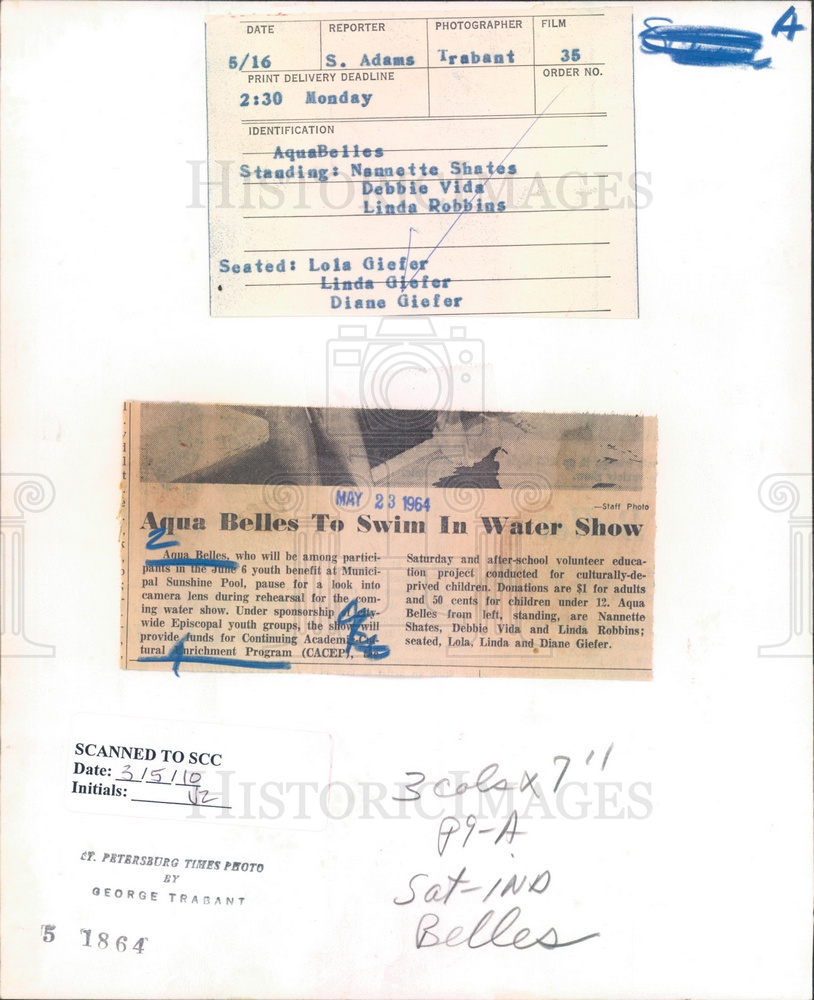 DATE REPORTER PHOTOGRAPHER FILM
5/16 S. Adams Trabant 35
PRINT DELIVERY DEADLINE ORDER NO.
2:30 Monday
IDENTIFICATION
AquaBelles
Standing: Nannette Shates
Debbie Vida
Linda Robbins
Seated: Lola Giefer
Linda Giefer
Diane Giefer
A
HISTORIC IMAGES
—Staff Photo
MAY 23 1964
Aqua Belles To Swim In Water Show
2
Aqua Belles, who will be among partici-
pants in the June 6 youth benefit at Munici-
pal Sunshine Pool, pause for a look into
camera lens during rehearsal for the com-
ing water show. Under sponsorship
wide Episcopal youth groups, the show will
provide funds for Continuing Academic
tural Enrichment Program (CACEP),
Saturday and after-school volunteer educa-
tion project conducted for culturally-de-
prived children. Donations are $1 for adults
and 50 cents for children under 12. Aqua
Belles from left, standing, are Nannette
Shates, Debbie Vida and Linda Robbins;
seated, Lola, Linda and Diane Giefer.
SCANNED TO SCC
Date: 3/5/10
Initials:
HISTORIC IMAGES
3 cols x 7"
P9-A
Sat-IND
Belles
ST. PETERSBURG TIMES PHOTO
BY
GEORGE TRABANT
5 1864